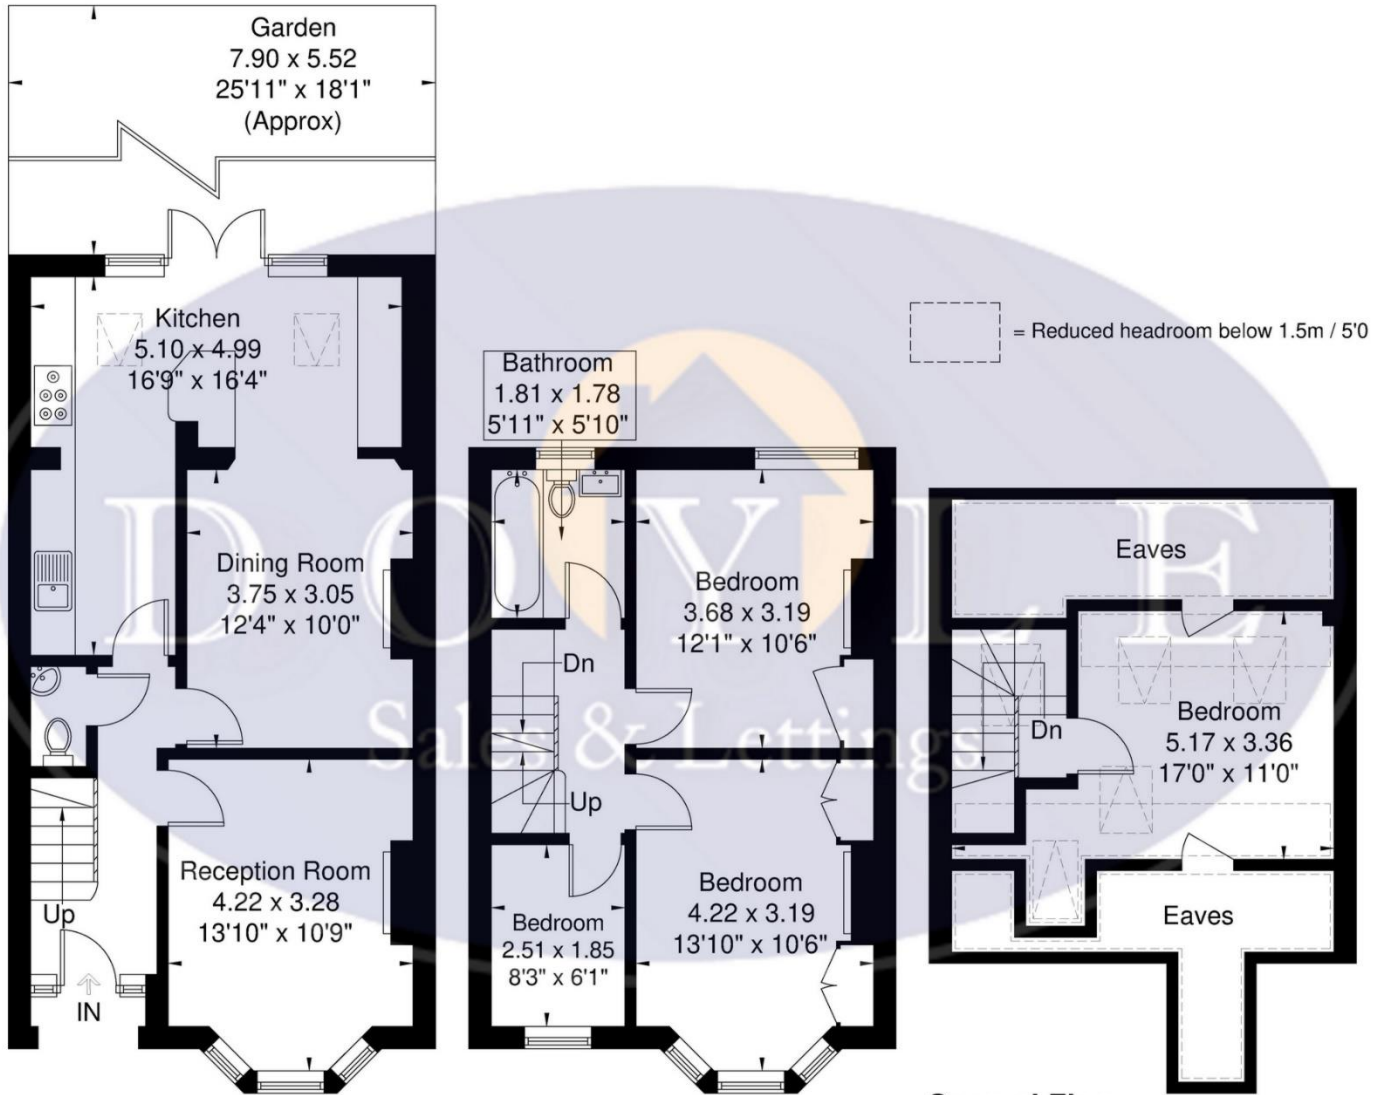 Garden
7.90 x 5.52
25'11" x 18'1"
(Approx)
Kitchen
5.10 x 4.99
16'9" x 16'4"
Dining Room
3.75 x 3.05
12'4" x 10'0"
Reception Room
4.22 x 3.28
13'10" x 10'9"
Up
IN
Bathroom
1.81 x 1.78
5'11" x 5'10"
Bedroom
3.68 x 3.19
12'1" x 10'6"
Dn
Up
Bedroom
4.22 x 3.19
13'10" x 10'6"
Bedroom
2.51 x 1.85
8'3" x 6'1"
= Reduced headroom below 1.5m / 5'0
Eaves
Dn
Bedroom
5.17 x 3.36
17'0" x 11'0"
Eaves
DOYLE
Sales & Lettings